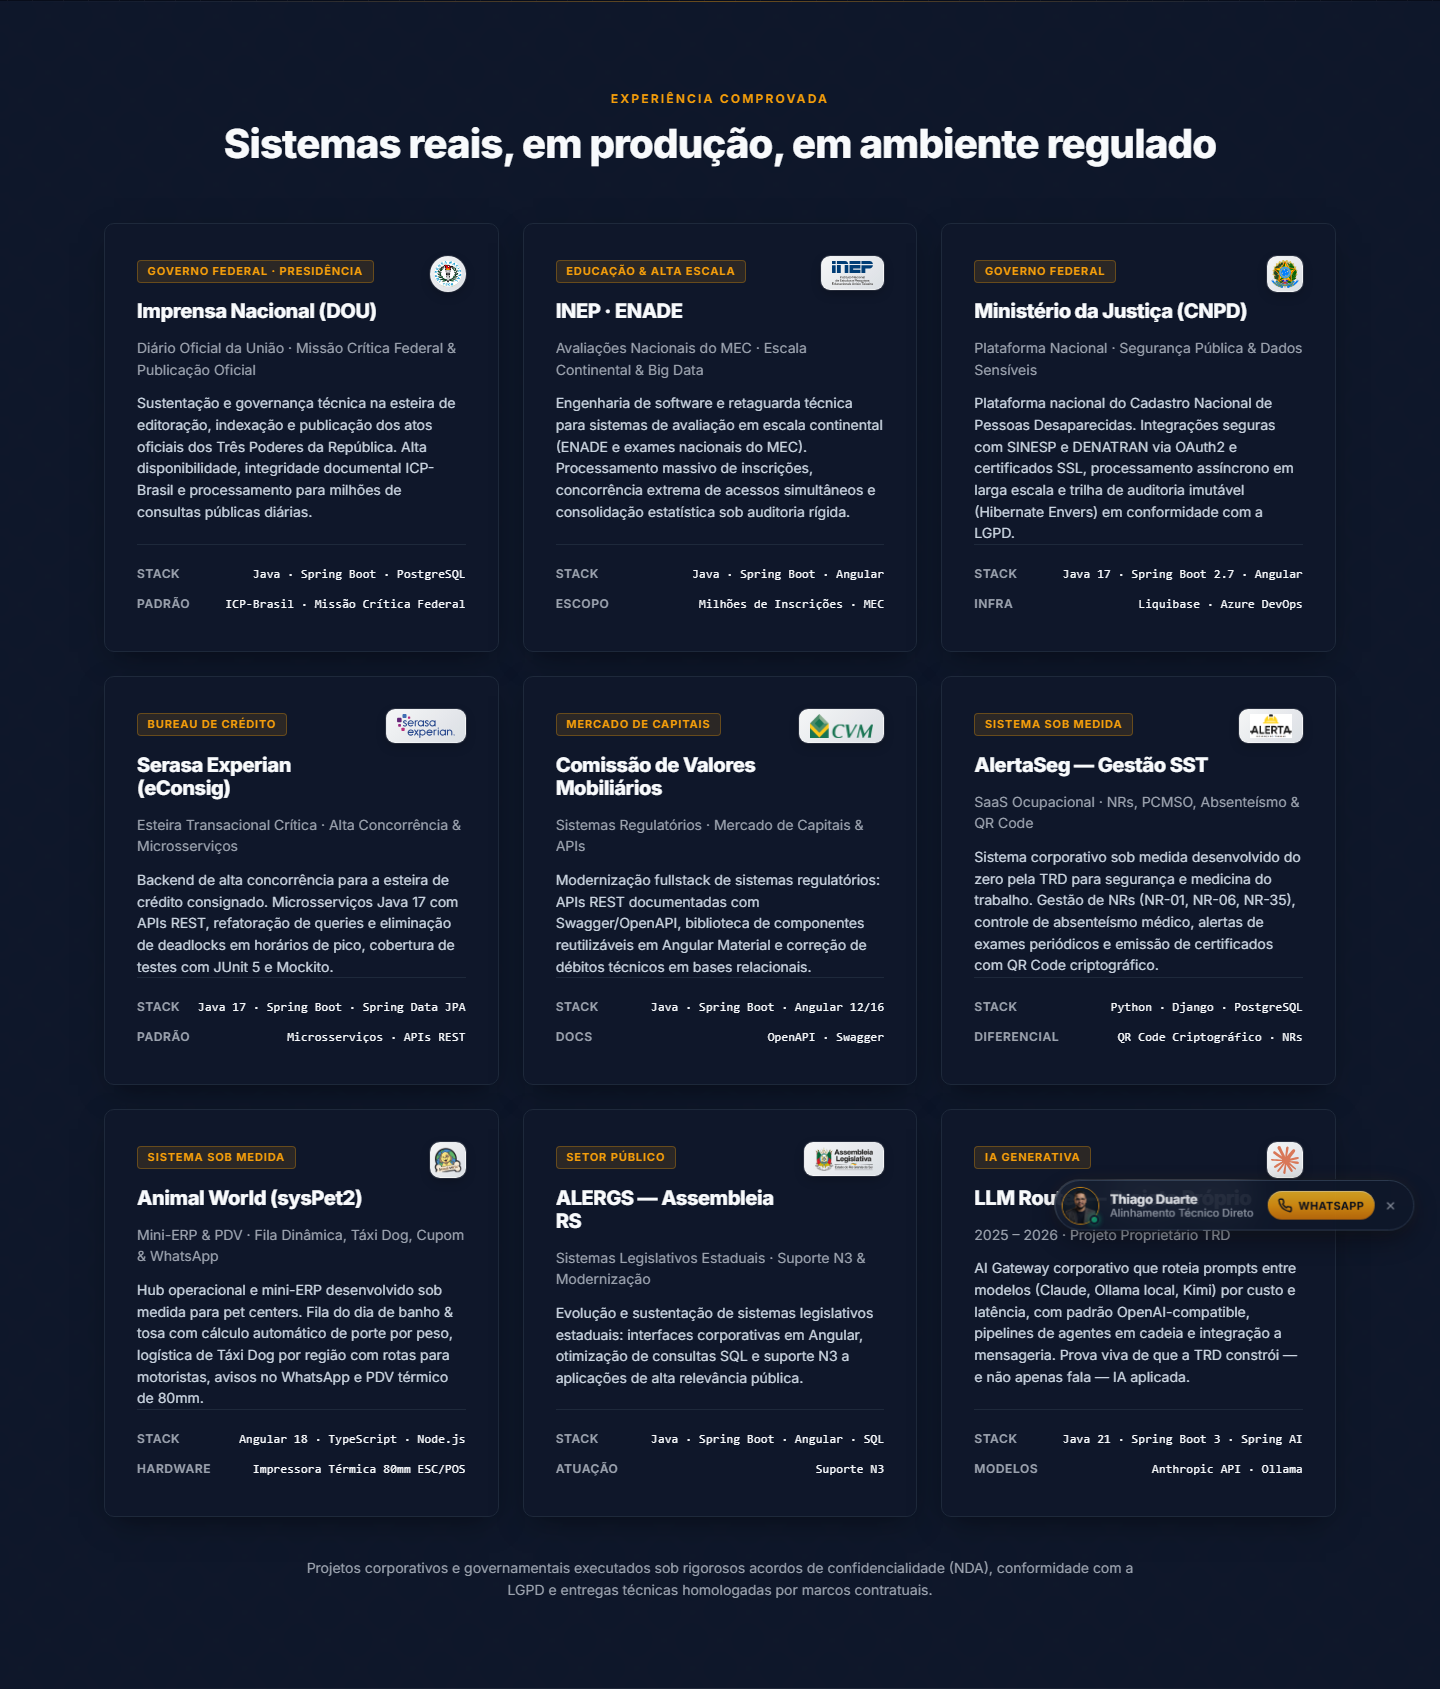 EXPERIÊNCIA COMPROVADA
Sistemas reais, em produção, em ambiente regulado
GOVERNO FEDERAL · PRESIDÊNCIA
Imprensa Nacional (DOU)
Diário Oficial da União · Missão Crítica Federal &
Publicação Oficial
Sustentação e governança técnica na esteira de
editoração, indexação e publicação dos atos
oficiais dos Três Poderes da República. Alta
disponibilidade, integridade documental ICP-
Brasil e processamento para milhões de
consultas públicas diárias.
STACK Java · Spring Boot · PostgreSQL
PADRÃO ICP-Brasil · Missão Crítica Federal
EDUCAÇÃO & ALTA ESCALA
inep
INEP · ENADE
Avaliações Nacionais do MEC · Escala
Continental & Big Data
Engenharia de software e retaguarda técnica
para sistemas de avaliação em escala continental
(ENADE e exames nacionais do MEC).
Processamento massivo de inscrições,
concorrência extrema de acessos simultâneos e
consolidação estatística sob auditoria rígida.
STACK Java · Spring Boot · Angular
ESCOPO Milhões de Inscrições · MEC
GOVERNO FEDERAL
Ministério da Justiça (CNPD)
Plataforma Nacional · Segurança Pública & Dados
Sensíveis
Plataforma nacional do Cadastro Nacional de
Pessoas Desaparecidas. Integrações seguras
com SINESP e DENATRAN via OAuth2 e
certificados SSL, processamento assíncrono em
larga escala e trilha de auditoria imutável
(Hibernate Envers) em conformidade com a
LGPD.
STACK Java 17 · Spring Boot 2.7 · Angular
INFRA Liquibase · Azure DevOps
BUREAU DE CRÉDITO
serasa
experian.
Serasa Experian
(eConsig)
Esteira Transacional Crítica · Alta Concorrência &
Microsserviços
Backend de alta concorrência para a esteira de
crédito consignado. Microsserviços Java 17 com
APIs REST, refatoração de queries e eliminação
de deadlocks em horários de pico, cobertura de
testes com JUnit 5 e Mockito.
STACK Java 17 · Spring Boot · Spring Data JPA
PADRÃO Microsserviços · APIs REST
MERCADO DE CAPITAIS
CVM
Comissão de Valores
Mobiliários
Sistemas Regulatórios · Mercado de Capitais &
APIs
Modernização fullstack de sistemas regulatórios:
APIs REST documentadas com
Swagger/OpenAPI, biblioteca de componentes
reutilizáveis em Angular Material e correção de
débitos técnicos em bases relacionais.
STACK Java · Spring Boot · Angular 12/16
DOCS OpenAPI · Swagger
SISTEMA SOB MEDIDA
ALERTA
AlertaSeg — Gestão SST
SaaS Ocupacional · NRs, PCMSO, Absenteísmo &
QR Code
Sistema corporativo sob medida desenvolvido do
zero pela TRD para segurança e medicina do
trabalho. Gestão de NRs (NR-01, NR-06, NR-35),
controle de absenteísmo médico, alertas de
exames periódicos e emissão de certificados
com QR Code criptográfico.
STACK Python · Django · PostgreSQL
DIFERENCIAL QR Code Criptográfico · NRs
SISTEMA SOB MEDIDA
Animal World (sysPet2)
Mini-ERP & PDV · Fila Dinâmica, Táxi Dog, Cupom
& WhatsApp
Hub operacional e mini-ERP desenvolvido sob
medida para pet centers. Fila do dia de banho &
tosa com cálculo automático de porte por peso,
logística de Táxi Dog por região com rotas para
motoristas, avisos no WhatsApp e PDV térmico
de 80mm.
STACK Angular 18 · TypeScript · Node.js
HARDWARE Impressora Térmica 80mm ESC/POS
SETOR PÚBLICO
Assembleia
Legislativa
ALERGS — Assembleia
RS
Sistemas Legislativos Estaduais · Suporte N3 &
Modernização
Evolução e sustentação de sistemas legislativos
estaduais: interfaces corporativas em Angular,
otimização de consultas SQL e suporte N3 a
aplicações de alta relevância pública.
STACK Java · Spring Boot · Angular · SQL
ATUAÇÃO Suporte N3
IA GENERATIVA
LLM Rou
Thiago Duarte
Alinhamento Técnico Direto
WHATSAPP ×
2025 – 2026 · Projeto Proprietário TRD
AI Gateway corporativo que roteia prompts entre
modelos (Claude, Ollama local, Kimi) por custo e
latência, com padrão OpenAI-compatible,
pipelines de agentes em cadeia e integração a
mensageria. Prova viva de que a TRD constrói —
e não apenas fala — IA aplicada.
STACK Java 21 · Spring Boot 3 · Spring AI
MODELOS Anthropic API · Ollama
Projetos corporativos e governamentais executados sob rigorosos acordos de confidencialidade (NDA), conformidade com a
LGPD e entregas técnicas homologadas por marcos contratuais.